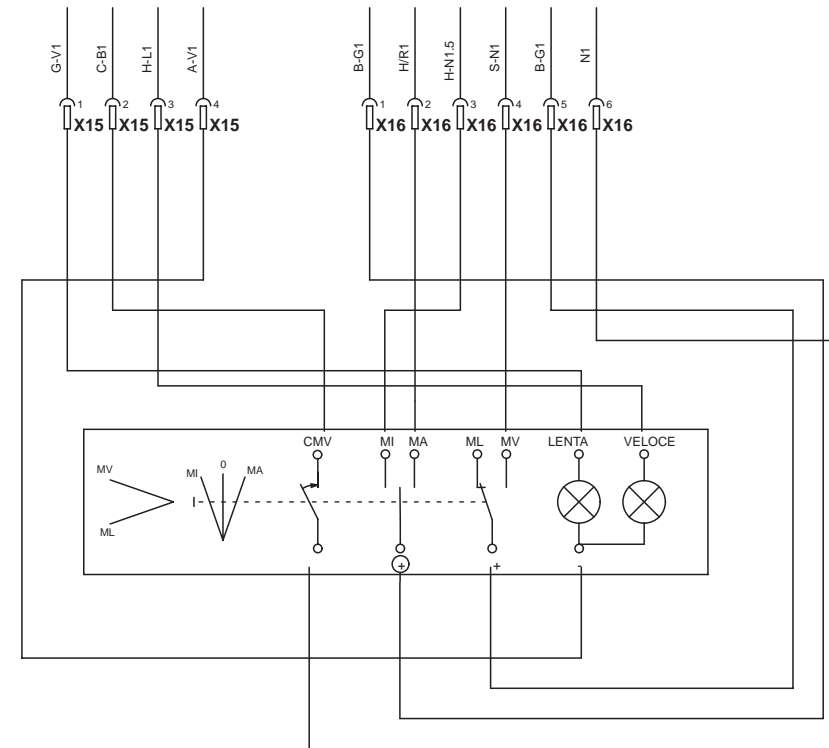 G-V1 C-B1 H-L1 A-V1 B-G1 H/R1 H-N1.5 S-N1 B-G1 N1
1 2 3 4 1 2 3 4 5 6
X15 X15 X15 X15 X16 X16 X16 X16 X16 X16
CMV MI MA ML MV LENTA VELOCE
MV MI 0 MA
ML
+ + -